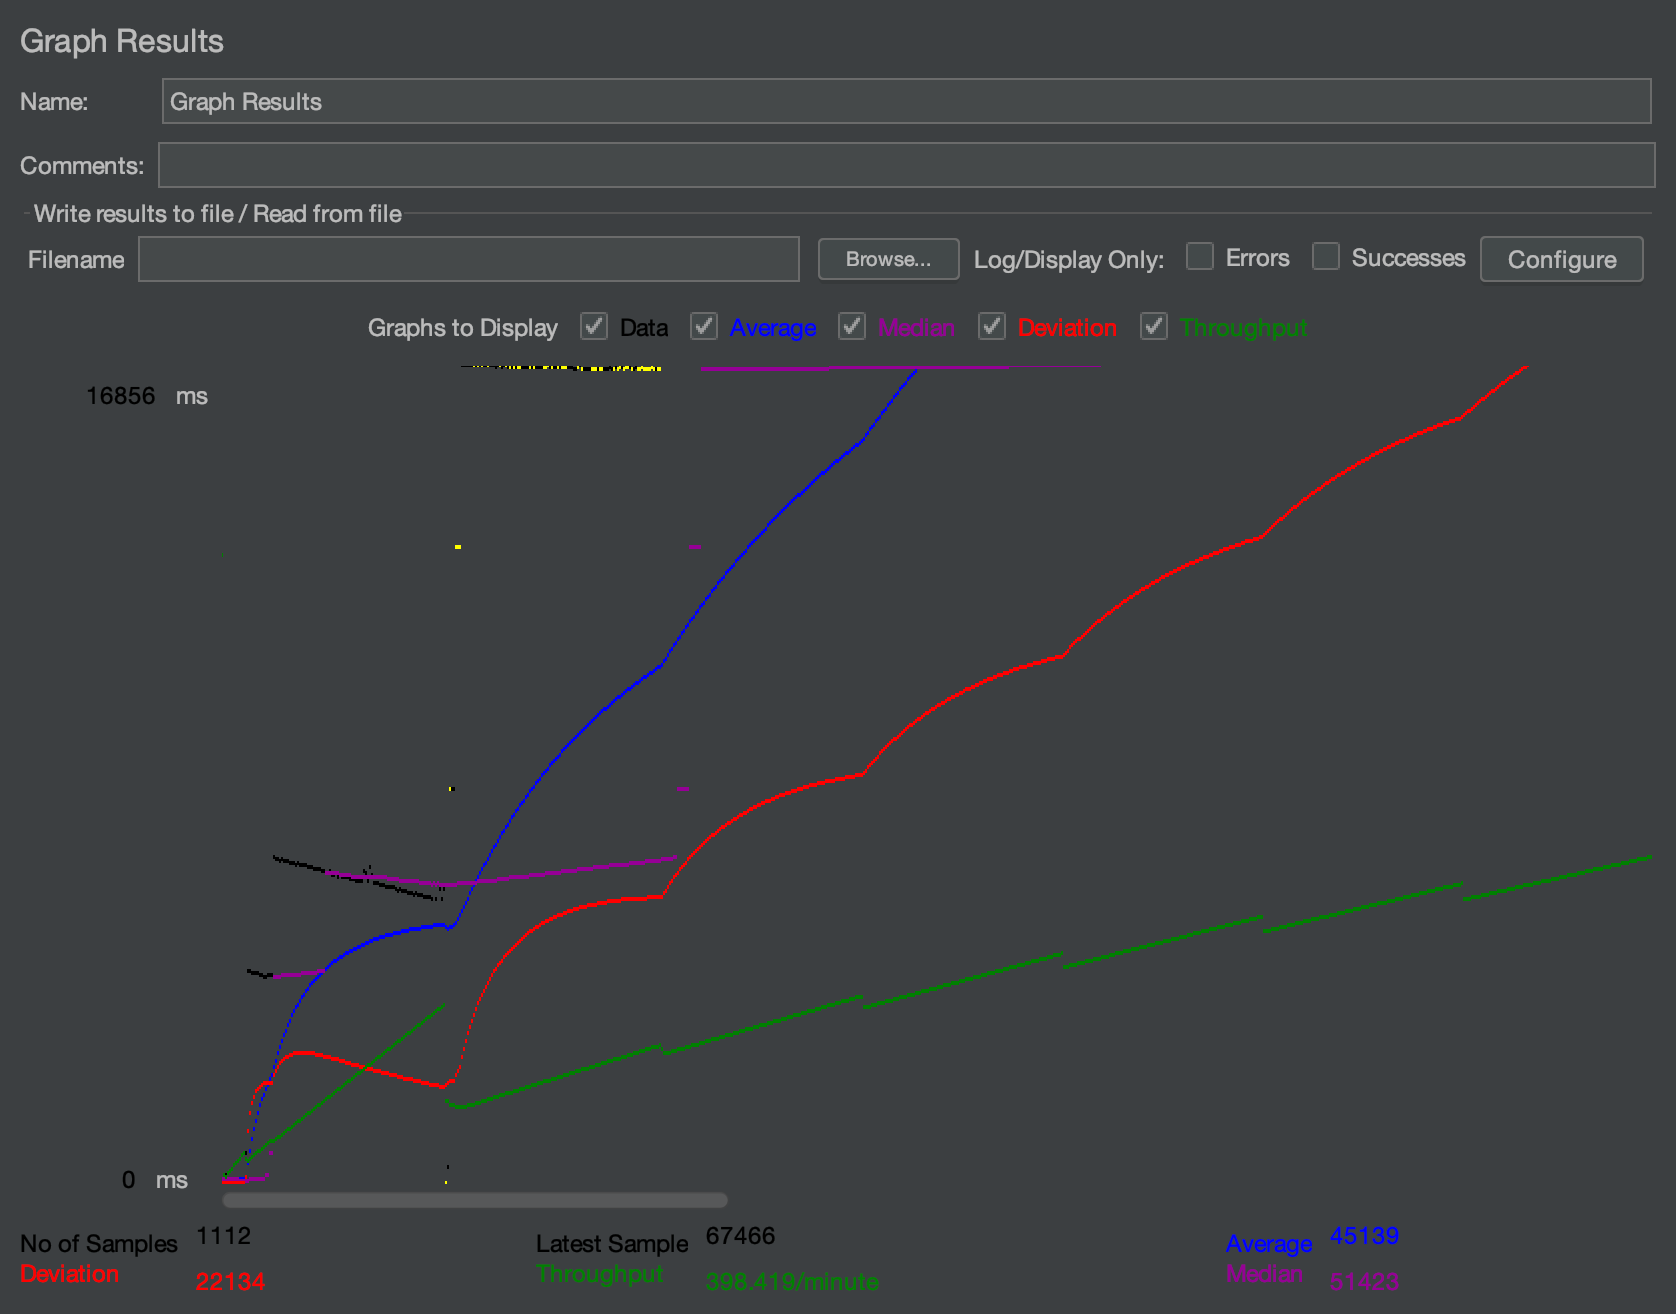 Graph Results
Name: Graph Results
Comments:
Write results to file / Read from file
Filename Browse... Log/Display Only: Errors Successes Configure
Graphs to Display Data Average Median Deviation Throughput
16856 ms
0 ms
No of Samples 1112 Latest Sample 67466 Average 45139
Deviation 22134 Throughput 398.419/minute Median 51423